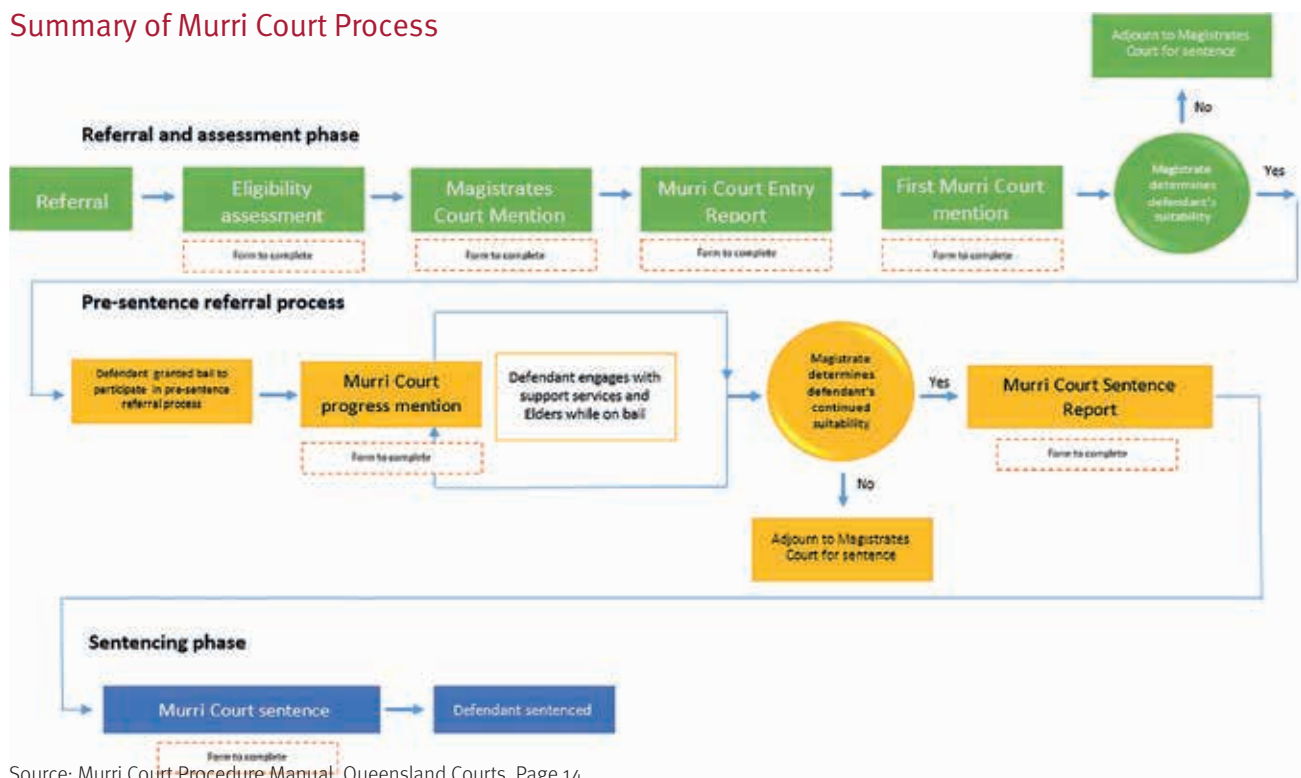 Summary of Murri Court Process
Adjourn to Magistrates
Court for sentence
No
Referral and assessment phase
Referral
Eligibility
assessment
Form to complete
Magistrates
Court Mention
Form to complete
Murri Court Entry
Report
Form to complete
First Murri Court
mention
Form to complete
Magistrate
determines
defendant's
suitability
Yes
Pre-sentence referral process
Defendant granted bail to
participate in pre-sentence
referral process
Murri Court
progress mention
Form to complete
Defendant engages with
support services and
Elders while on bail
Magistrate
determines
defendant's
continued
suitability
Yes
Murri Court Sentence
Report
Form to complete
No
Adjourn to Magistrates
Court for sentence
Sentencing phase
Murri Court sentence
Defendant sentenced
Form to complete
Source: Murri Court Procedure Manual, Queensland Courts, Page 14